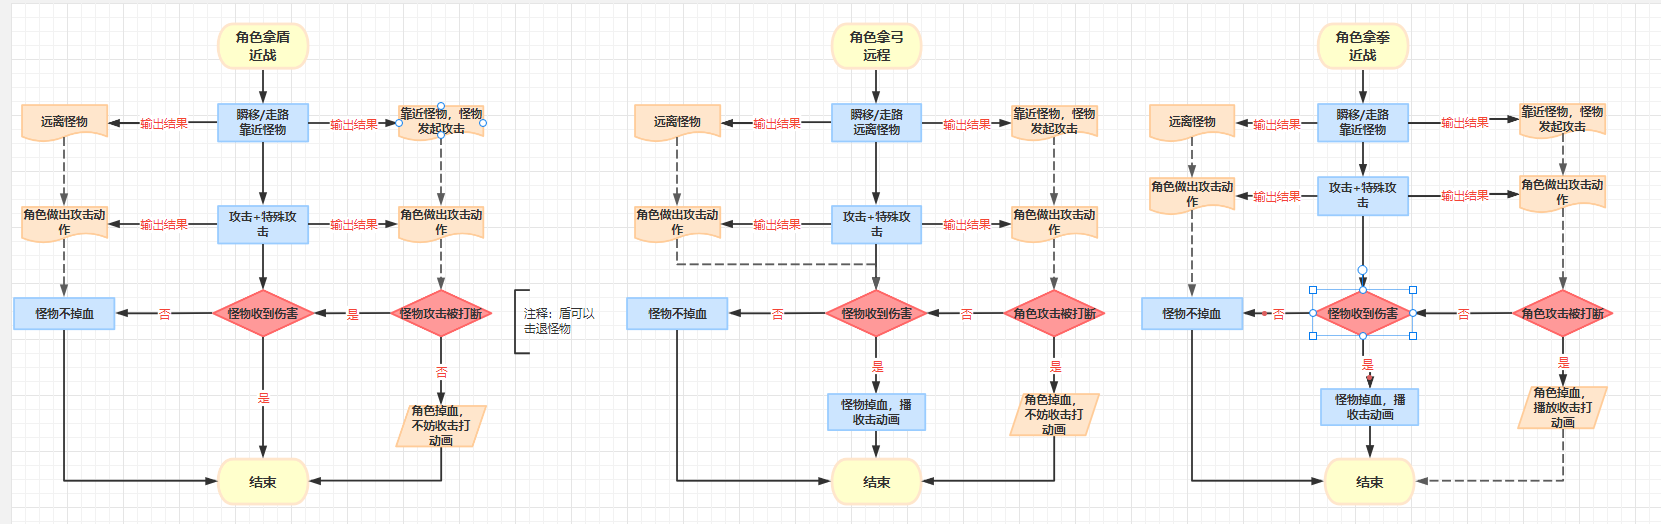 角色拿盾
近战
瞬移/走路
靠近怪物
远离怪物
输出结果
输出结果
靠近怪物，怪物
发起攻击
角色做出攻击动
作
输出结果
攻击+特殊攻
击
输出结果
角色做出攻击动
作
怪物不掉血
否
怪物收到伤害
是
怪物攻击被打断
注释：盾可以
击退怪物
是
否
角色掉血，
不妨收击打
动画
结束
角色拿弓
远程
远离怪物
输出结果
瞬移/走路
远离怪物
输出结果
靠近怪物，怪物
发起攻击
角色做出攻击动
作
输出结果
攻击+特殊攻
击
输出结果
角色做出攻击动
作
怪物不掉血
否
怪物收到伤害
否
角色攻击被打断
是
是
怪物掉血，播
收击动画
角色掉血，
不妨收击打
动画
结束
角色拿拳
近战
远离怪物
输出结果
瞬移/走路
靠近怪物
输出结果
靠近怪物，怪物
发起攻击
角色做出攻击动
作
输出结果
攻击+特殊攻
击
输出结果
角色做出攻击动
作
怪物不掉血
否
怪物收到伤害
否
角色攻击被打断
是
是
怪物掉血，播
收击动画
角色掉血，
播放收击打
动画
结束